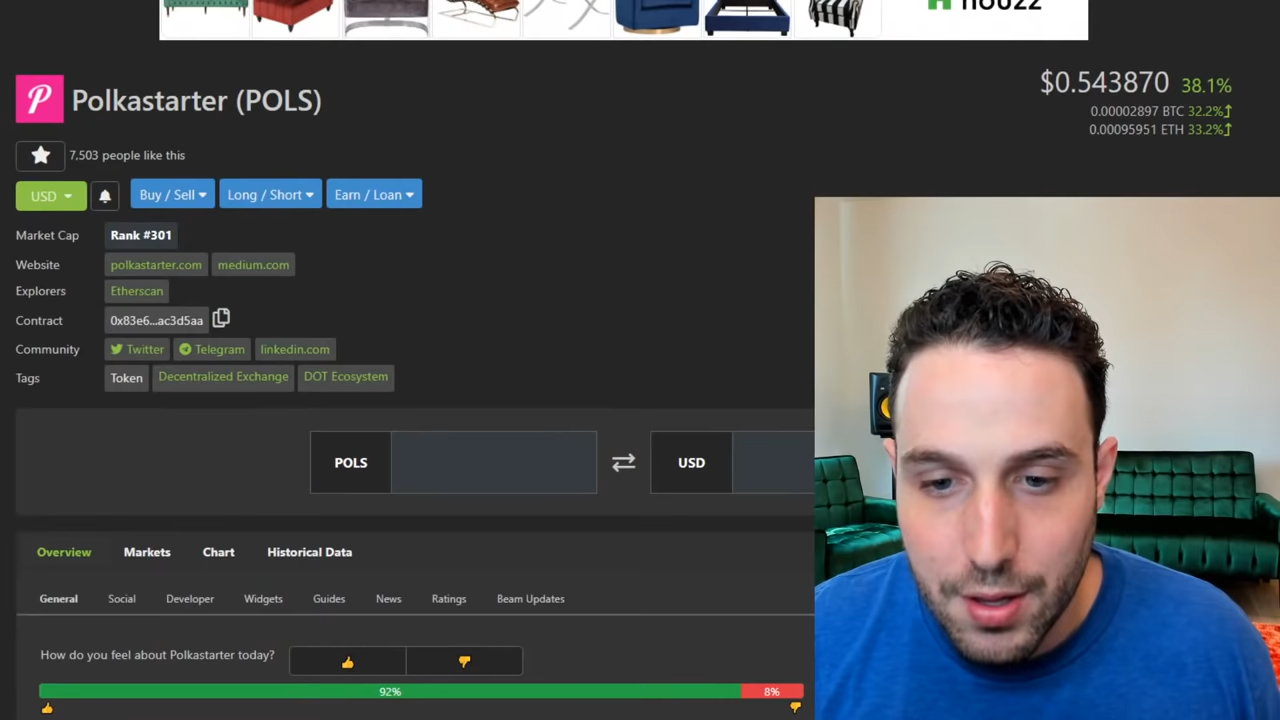 houzz
Polkastarter (POLS)
$0.543870 38.1%
0.00002897 BTC 32.2%
0.00095951 ETH 33.2%
7,503 people like this
USD
Buy / Sell
Long / Short
Earn / Loan
Market Cap Rank #301
Website polkastarter.com medium.com
Explorers Etherscan
Contract 0x83e6...ac3d5aa
Community Twitter Telegram linkedin.com
Tags Token Decentralized Exchange DOT Ecosystem
POLS USD
Overview Markets Chart Historical Data
General Social Developer Widgets Guides News Ratings Beam Updates
How do you feel about Polkastarter today?
92% 8%